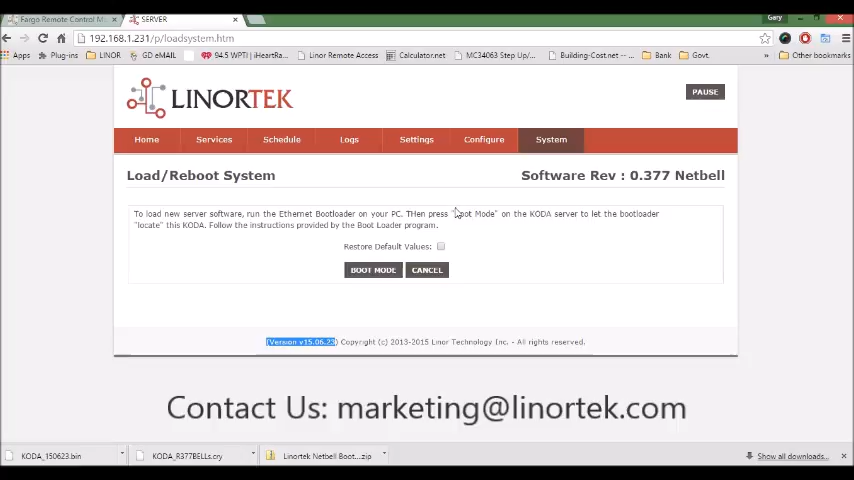 Fargo Remote Control M
SERVER
Gary
192.168.1.231/p/loadsystem.htm
Apps
Plug-ins
LINOR
GD eMAIL
94.5 WPTI | iHeartRa...
Linor Remote Access
Calculator.net
MC34063 Step Up/...
Building-Cost.net -- ...
Bank
Govt.
»
Other bookmarks
LINORTEK
PAUSE
Home
Services
Schedule
Logs
Settings
Configure
System
Load/Reboot System
Software Rev : 0.377 Netbell
To load new server software, run the Ethernet Bootloader on your PC. THen press "Boot Mode" on the KODA server to let the bootloader
"locate" this KODA. Follow the instructions provided by the Boot Loader program.
Restore Default Values:
BOOT MODE
CANCEL
(Version v15.06.23) Copyright (c) 2013-2015 Linor Technology Inc. - All rights reserved.
Contact Us: marketing@linortek.com
KODA_150623.bin
KODA_R377BELLs.cry
Linortek Netbell Boot....zip
Show all downloads...